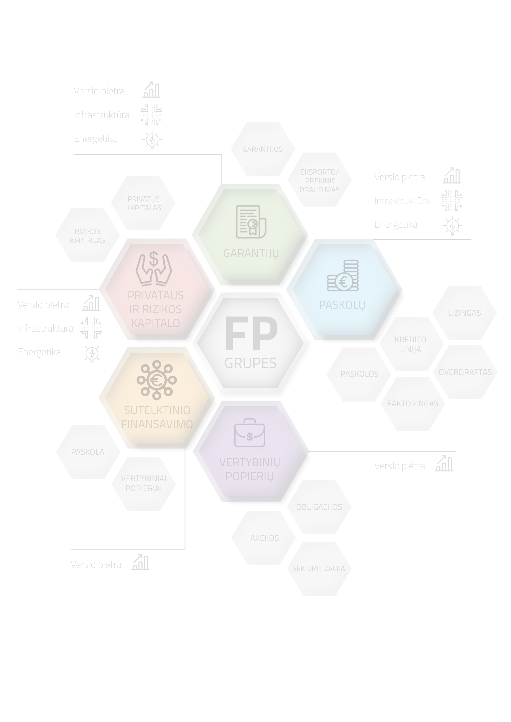 Verslo plėtra
Infrastruktūra
Energetika
GARANTIJOS
EKSPORTO/
PREKINIS
DRAUDIMAS
Verslo plėtra
Infrastruktūra
Energetika
PRIVATUS
KAPITALAS
RIZIKOS
KAPITALAS
GARANTIJŲ
PRIVATAUS
IR RIZIKOS
KAPITALO
PASKOLŲ
Verslo plėtra
Infrastruktūra
Energetika
FP
GRUPĖS
LIZINGAS
KREDITO
LINIJA
PASKOLOS
OVERDRAFTAS
FAKTORINGAS
SUTELKTINIO
FINANSAVIMO
PASKOLA
VERTYBINIAI
POPIERIAI
VERTYBINIŲ
POPIERIŲ
Verslo plėtra
OBLIGACIJOS
AKCIJOS
Verslo plėtra